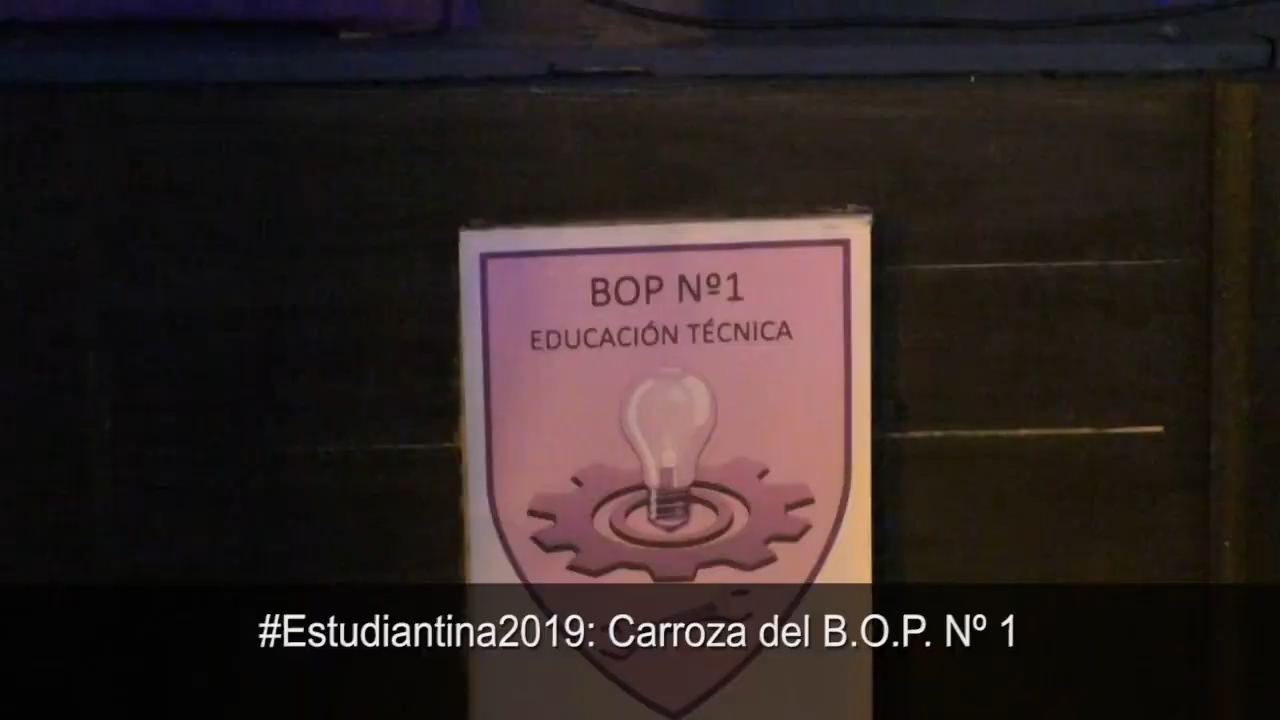 BOP Nº1
EDUCACIÓN TÉCNICA
#Estudiantina2019: Carroza del B.O.P. Nº 1